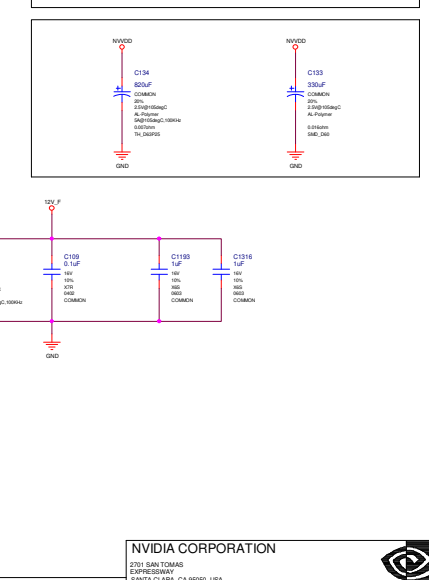 NVVDD
C134
820uF
COMMON
20%
2.5V@105degC
AL-Polymer
5A@105degC,100KHz
0.007ohm
TH_D63P25
GND
NVVDD
C133
330uF
COMMON
20%
2.5V@105degC
AL-Polymer
0.016ohm
SMD_D60
GND
12V_F
C109
0.1uF
16V
10%
X7R
0402
COMMON
C1193
1uF
16V
10%
X6S
0603
COMMON
C1316
1uF
16V
10%
X6S
0603
COMMON
C,100KHz
GND
NVIDIA CORPORATION
2701 SAN TOMAS
EXPRESSWAY
SANTA CLARA, CA 95050, USA